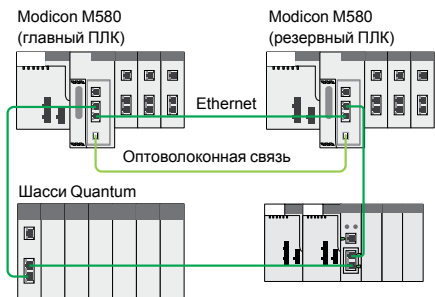 Modicon M580
(главный ПЛК)
Modicon M580
(резервный ПЛК)
Ethernet
Оптоволоконная связь
Шасси Quantum